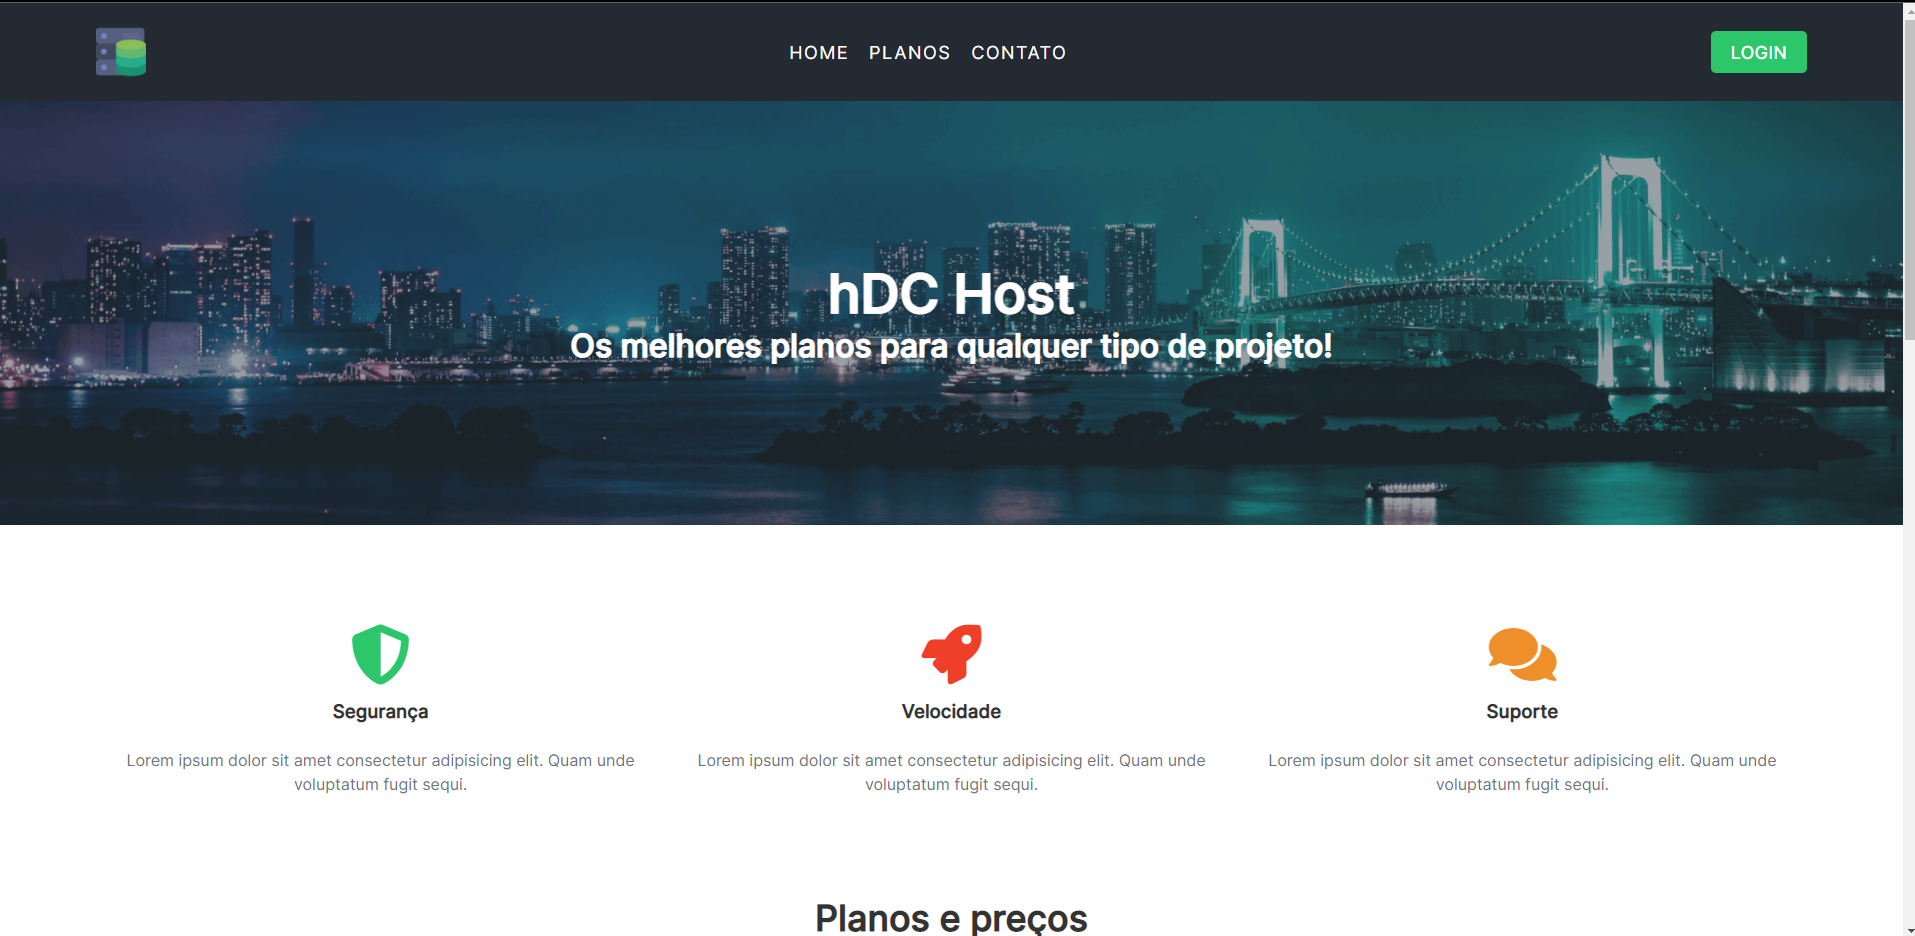 HOME PLANOS CONTATO LOGIN
hDC Host
Os melhores planos para qualquer tipo de projeto!
Segurança
Lorem ipsum dolor sit amet consectetur adipisicing elit. Quam unde
voluptatum fugit sequi.
Velocidade
Lorem ipsum dolor sit amet consectetur adipisicing elit. Quam unde
voluptatum fugit sequi.
Suporte
Lorem ipsum dolor sit amet consectetur adipisicing elit. Quam unde
voluptatum fugit sequi.
Planos e preços